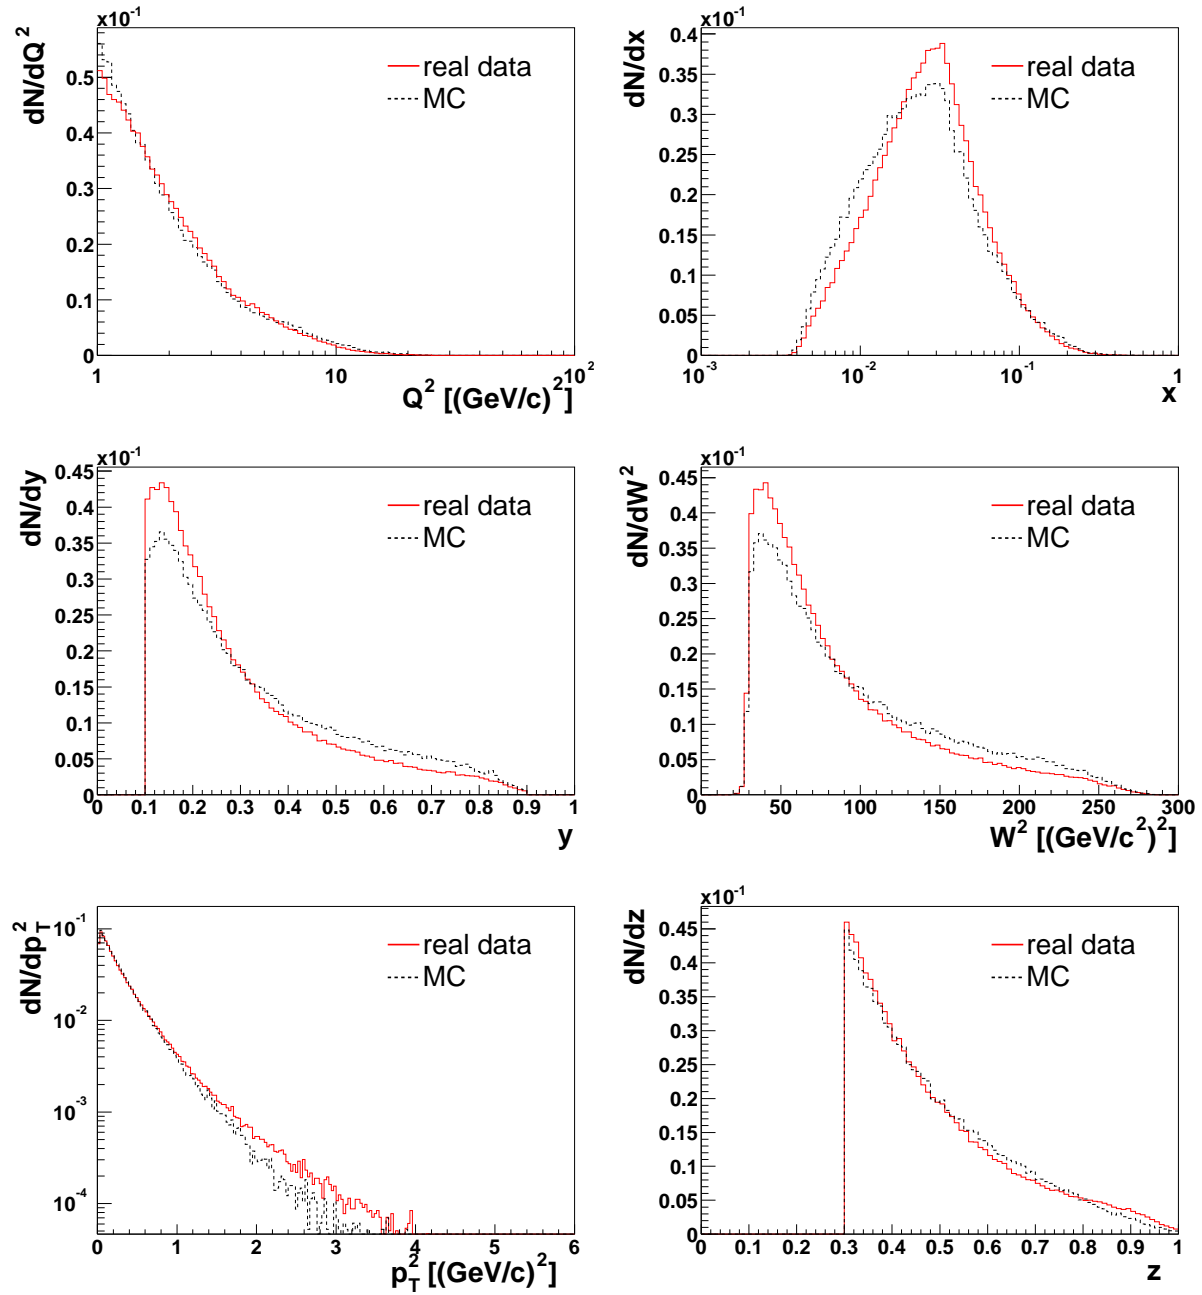 x10^-1
dN/dQ^2
real data
MC
0.5
0.4
0.3
0.2
0.1
0
1 10 10^2
Q^2 [(GeV/c)^2]
x10^-1
dN/dx
real data
MC
0.4
0.35
0.3
0.25
0.2
0.15
0.1
0.05
0
10^-3 10^-2 10^-1 1
x
x10^-1
dN/dy
real data
MC
0.45
0.4
0.35
0.3
0.25
0.2
0.15
0.1
0.05
0
0 0.1 0.2 0.3 0.4 0.5 0.6 0.7 0.8 0.9 1
y
x10^-1
dN/dW^2
real data
MC
0.45
0.4
0.35
0.3
0.25
0.2
0.15
0.1
0.05
0
0 50 100 150 200 250 300
W^2 [(GeV/c^2)^2]
dN/dp_T^2
real data
MC
10^-1
10^-2
10^-3
10^-4
0 1 2 3 4 5 6
p_T^2 [(GeV/c)^2]
x10^-1
dN/dz
real data
MC
0.45
0.4
0.35
0.3
0.25
0.2
0.15
0.1
0.05
0
0 0.1 0.2 0.3 0.4 0.5 0.6 0.7 0.8 0.9 1
z